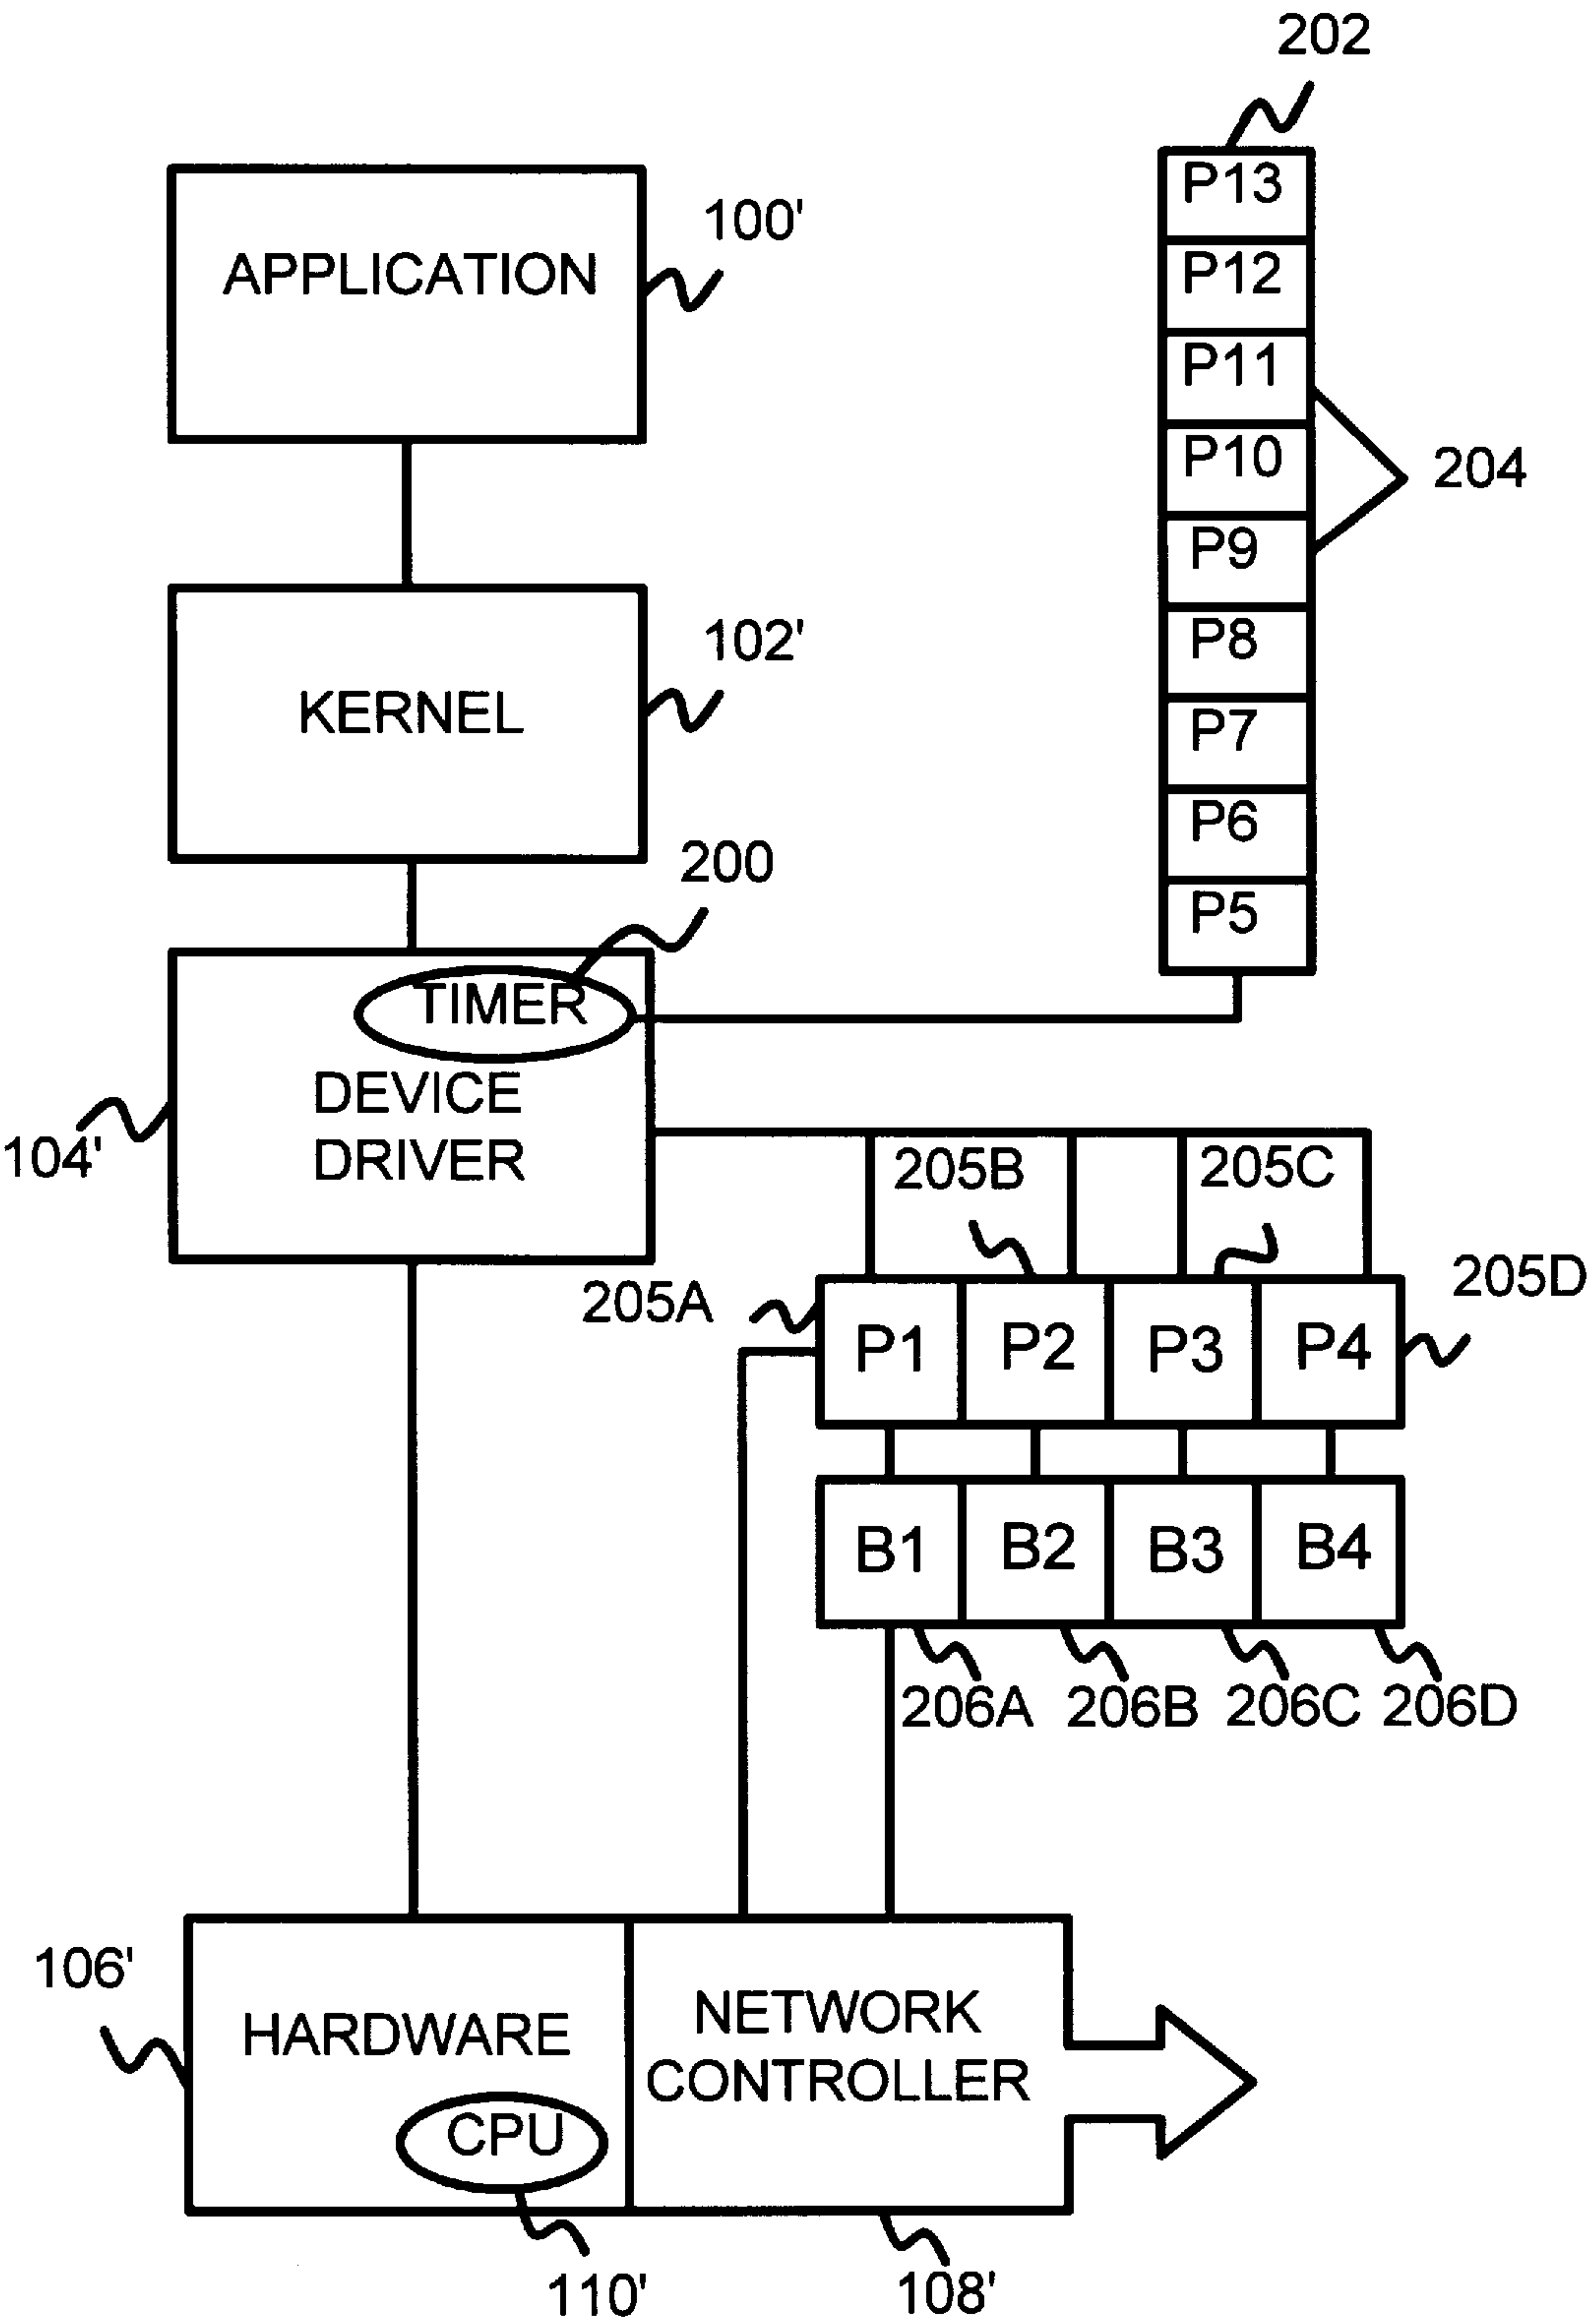 202
P13
100'
APPLICATION
P12
P11
P10
204
P9
102'
P8
KERNEL
P7
P6
200
P5
TIMER
DEVICE
DRIVER
104'
205B
205C
205A
205D
P1
P2
P3
P4
B1
B2
B3
B4
206A
206B
206C
206D
106'
HARDWARE
NETWORK
CONTROLLER
CPU
110'
108'